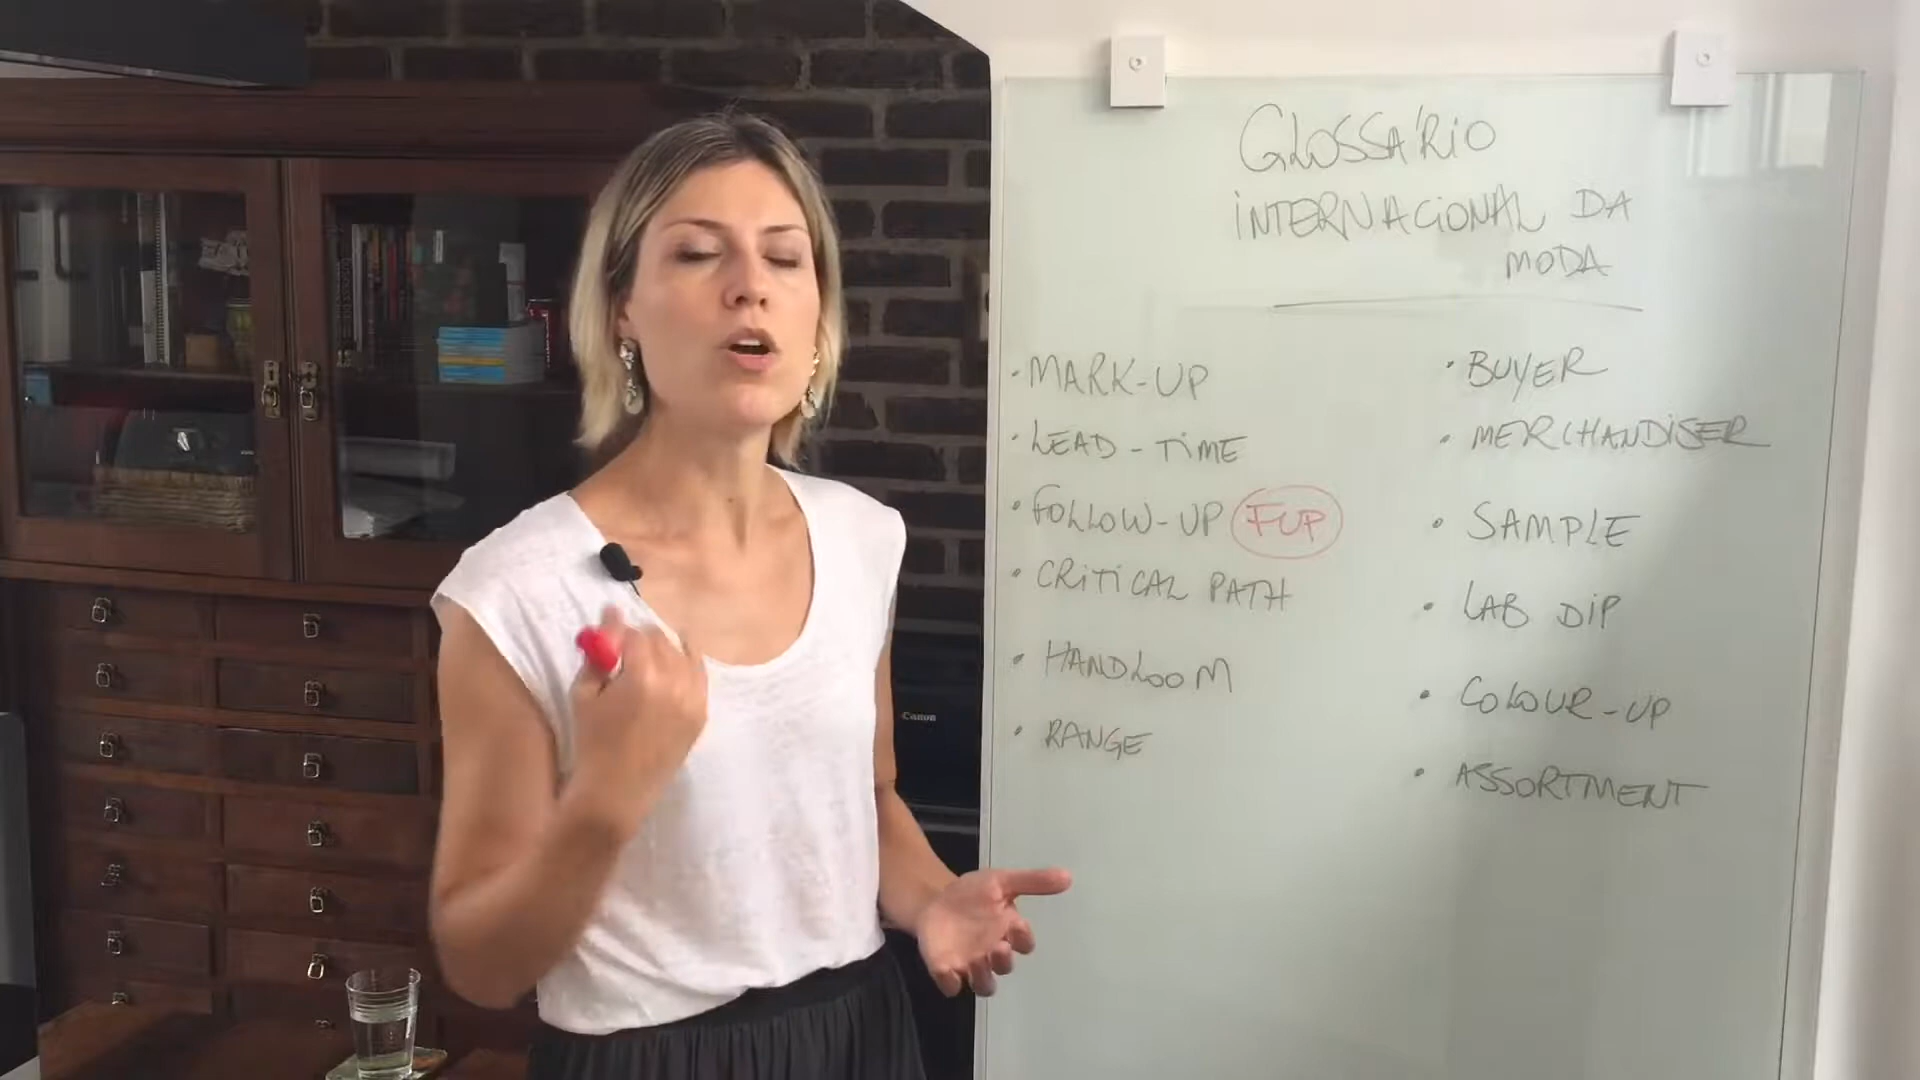 GLOSSÁRIO
INTERNACIONAL DA
MODA
• MARK-UP
• LEAD-TIME
• FOLLOW-UP FUP
• CRITICAL PATH
• HANDLOOM
• RANGE
• BUYER
• MERCHANDISER
• SAMPLE
• LAB DIP
• COLOUR-UP
• ASSORTMENT
Canon